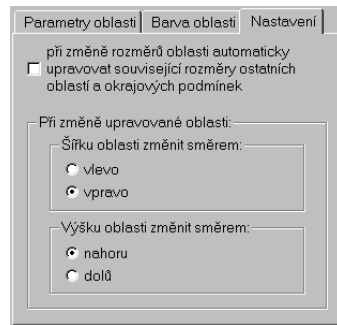 Parametry oblasti Barva oblasti Nastavení
při změně rozměrů oblasti automaticky
upravovat související rozměry ostatních
oblastí a okrajových podmínek
Při změně upravované oblasti:
Šířku oblasti změnit směrem:
vlevo
vpravo
Výšku oblasti změnit směrem:
nahoru
dolů